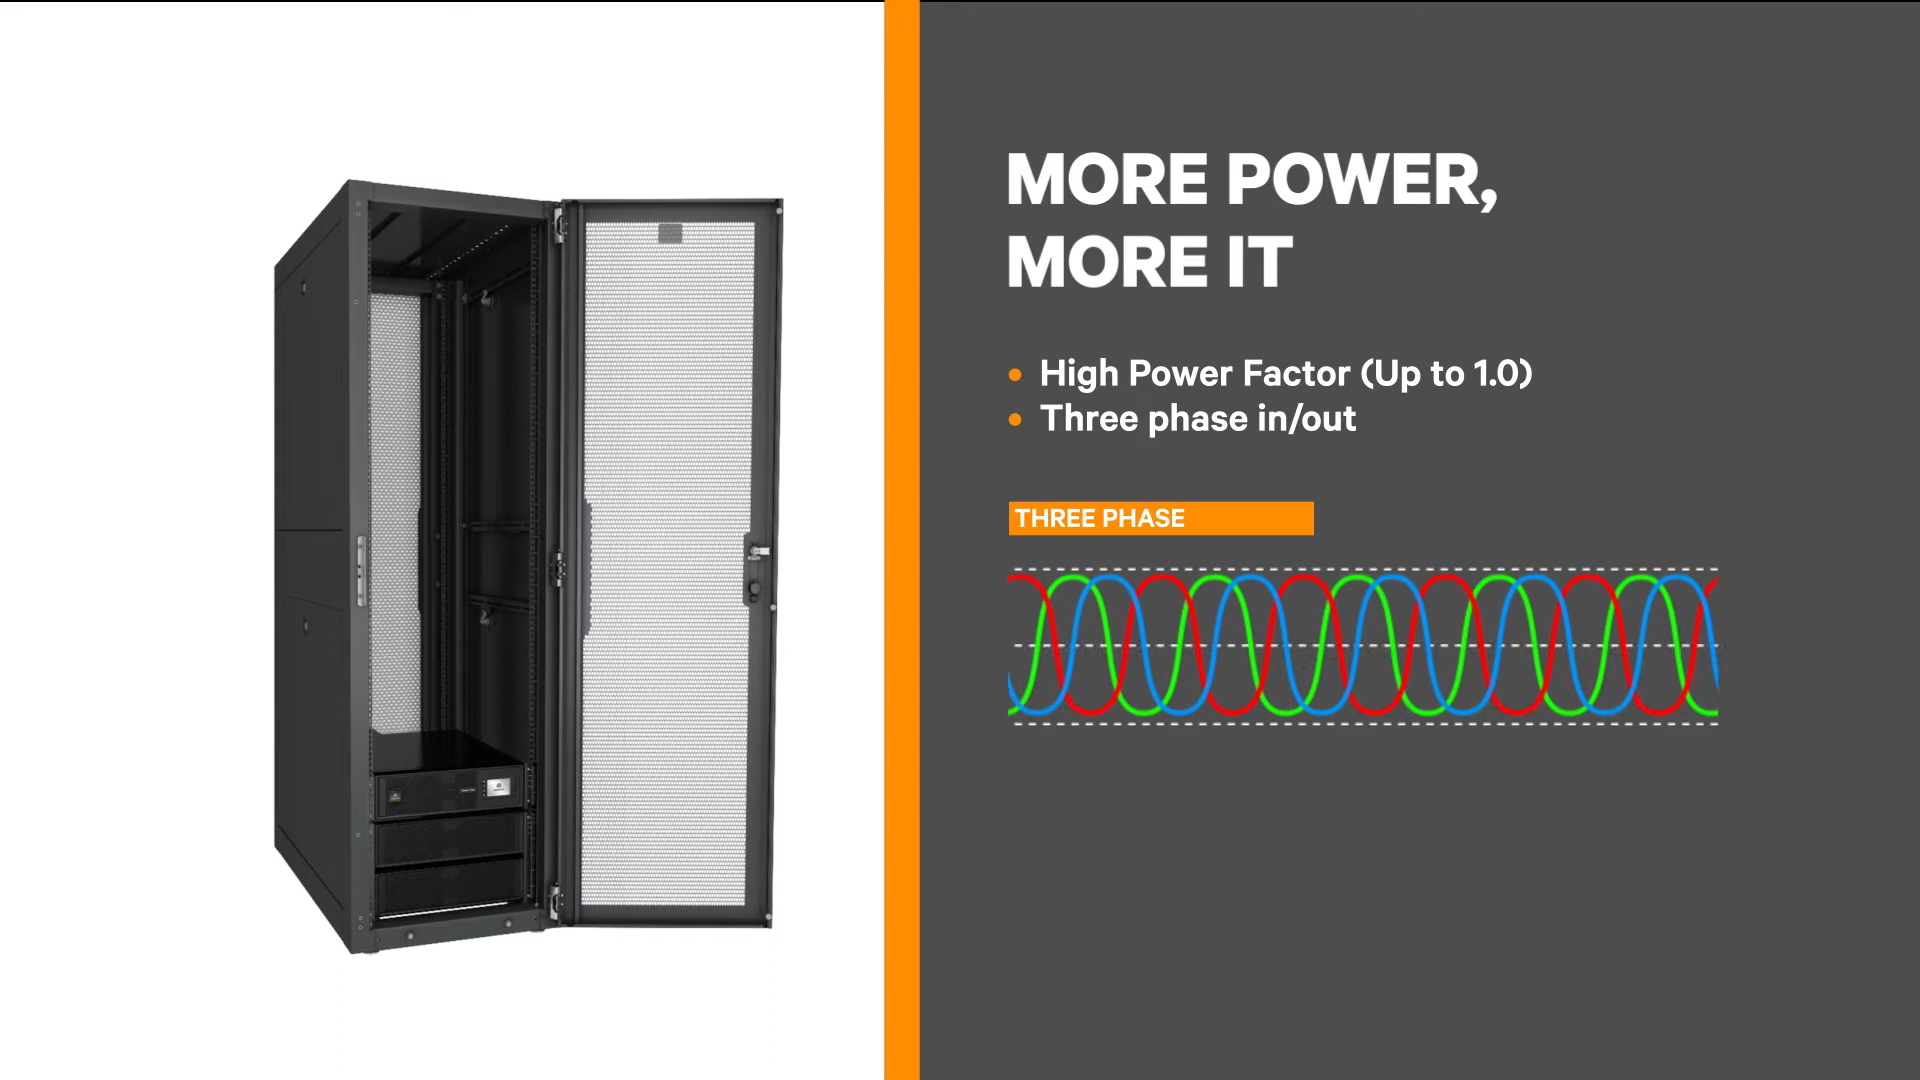 MORE POWER,
MORE IT
• High Power Factor (Up to 1.0)
• Three phase in/out
THREE PHASE